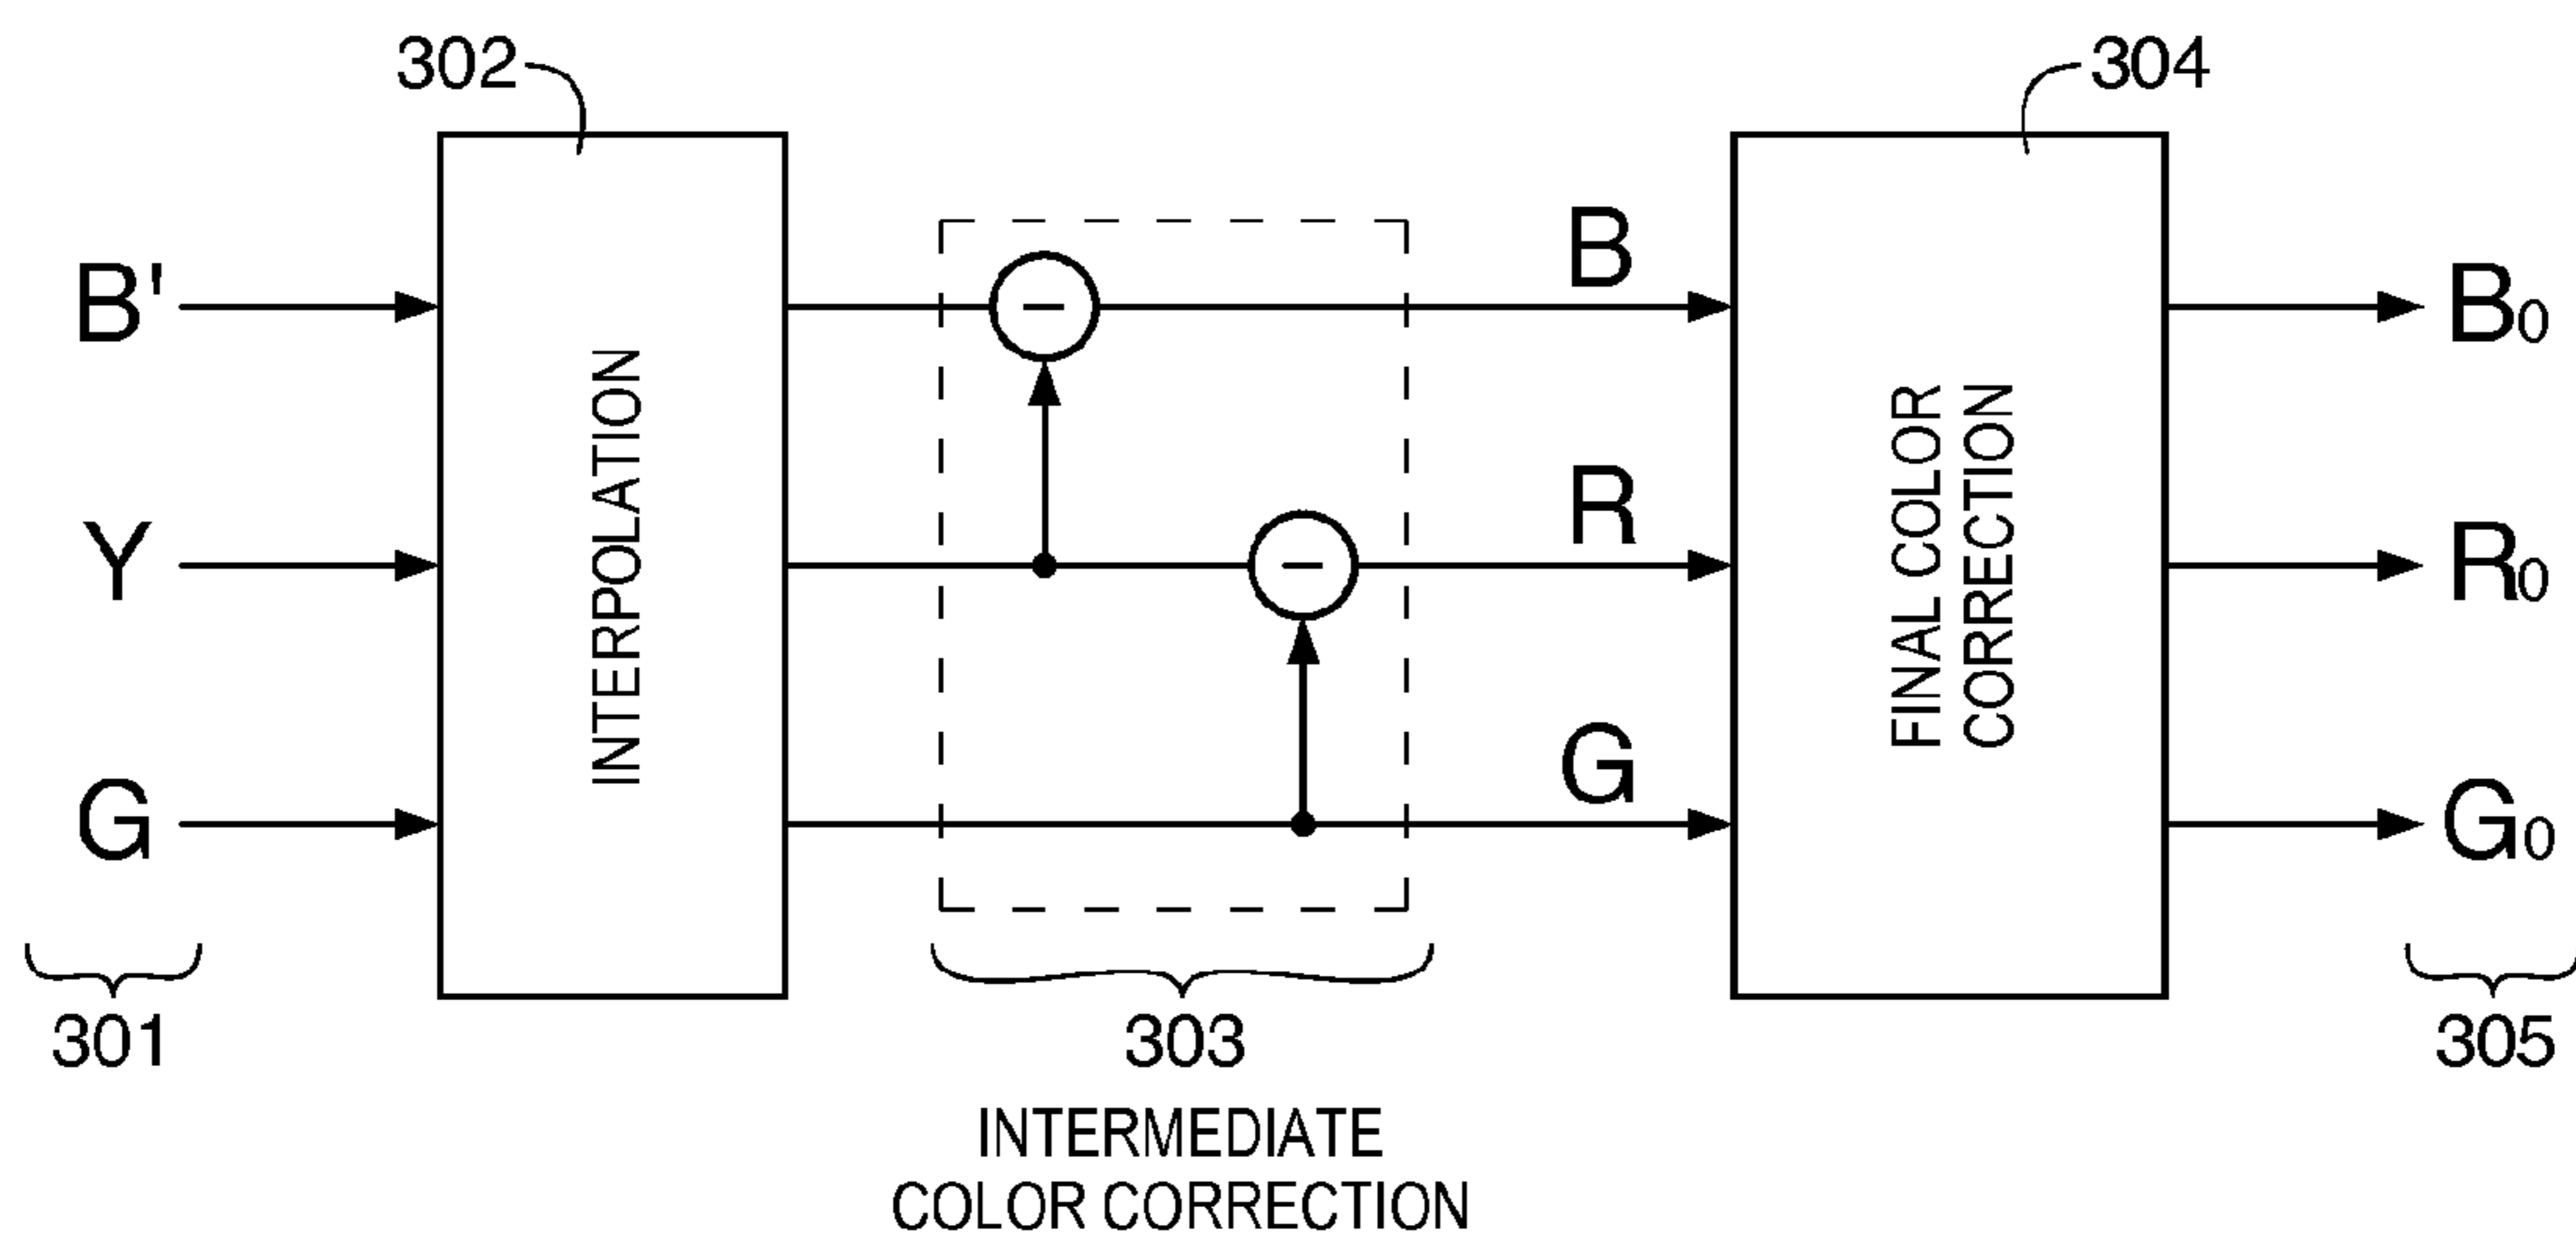 302
304
B'
Y
G
INTERPOLATION
-
-
B
R
G
FINAL COLOR
CORRECTION
B0
R0
G0
301
303
305
INTERMEDIATE
COLOR CORRECTION